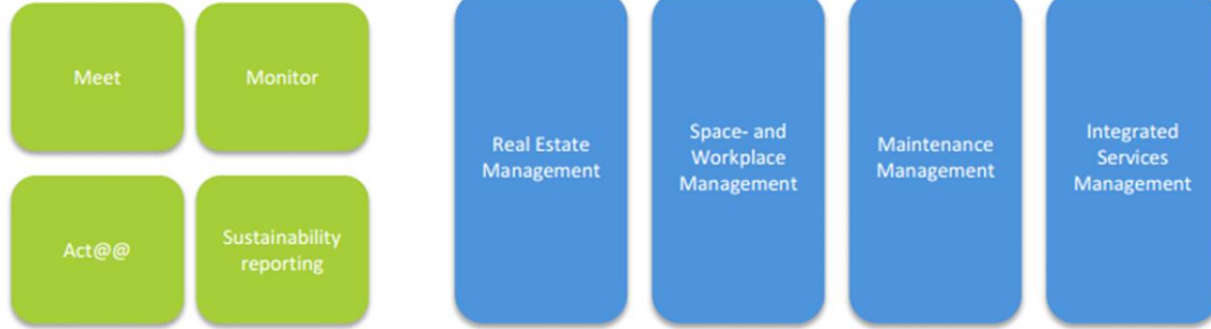 Meet
Monitor
Act@@
Sustainability
reporting
Real Estate
Management
Space- and
Workplace
Management
Maintenance
Management
Integrated
Services
Management